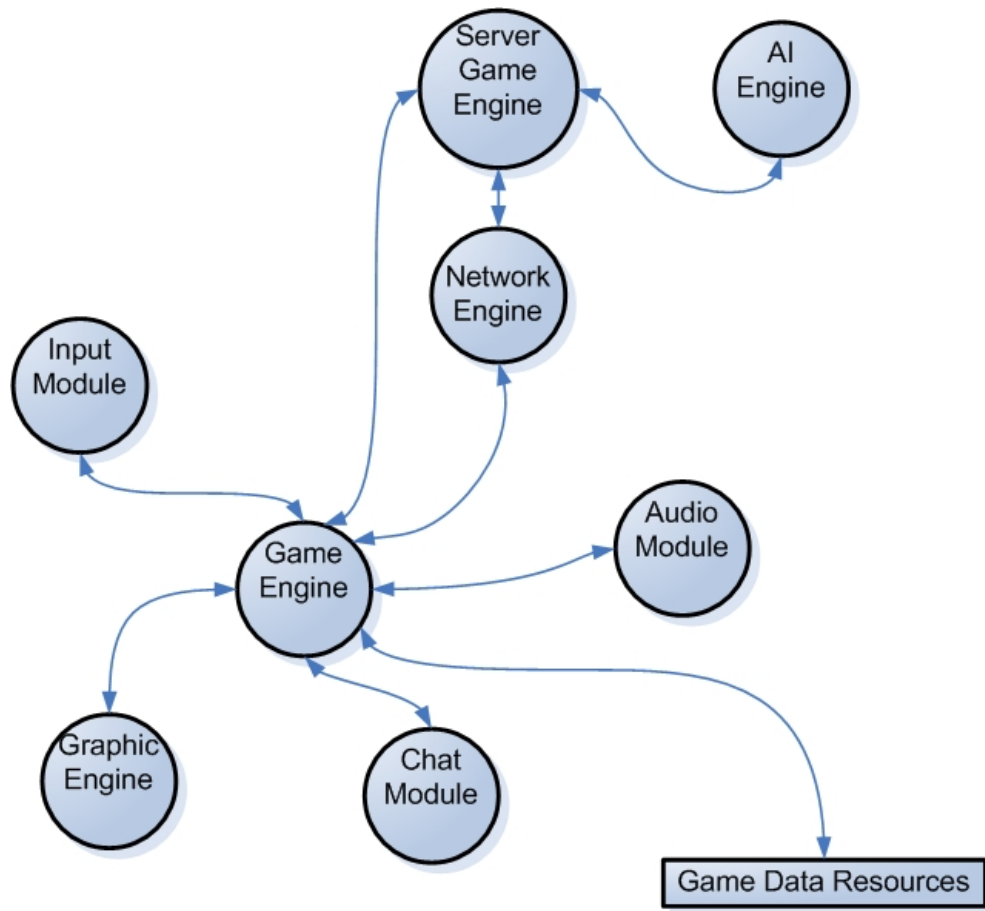 Server
Game
Engine
AI
Engine
Network
Engine
Input
Module
Audio
Module
Game
Engine
Graphic
Engine
Chat
Module
Game Data Resources